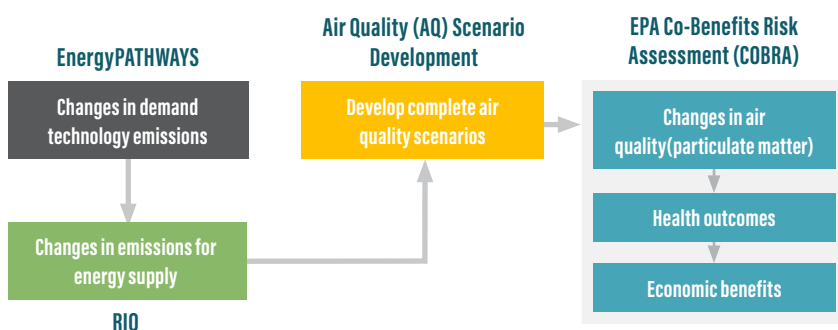 EnergyPATHWAYS
Changes in demand
technology emissions
Changes in emissions for
energy supply
RIO
Air Quality (AQ) Scenario
Development
Develop complete air
quality scenarios
EPA Co-Benefits Risk
Assessment (COBRA)
Changes in air
quality(particulate matter)
Health outcomes
Economic benefits